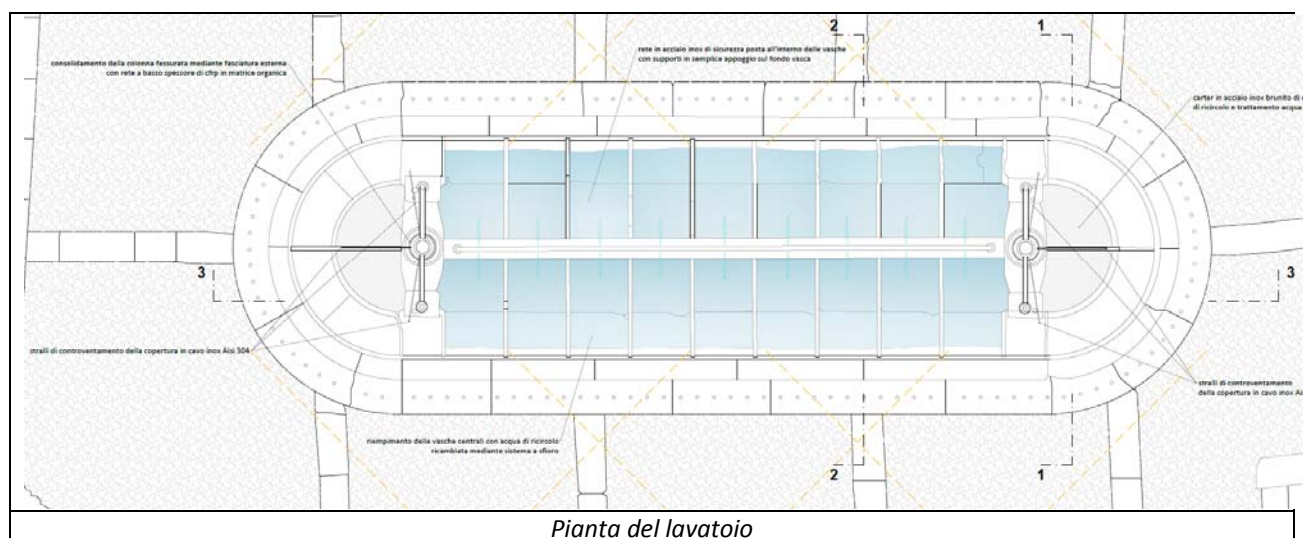 2
1
consolidamento della colonna fessurata mediante fasciatura esterna
con rete a basso spessore di cfrp in matrice organica
rete in acciaio inox di sicurezza posta all'interno delle vasche
con supporti in semplice appoggio sul fondo vasca
carter in acciaio inox brunito di
di ricircolo e trattamento acqua
3
3
stralli di controventamento della copertura in cavo inox Aisi 304
stralli di controventamento
della copertura in cavo inox Ai
riempimento delle vasche centrali con acqua di ricircolo
ricambiata mediante sistema a sfioro
2
1
Pianta del lavatoio